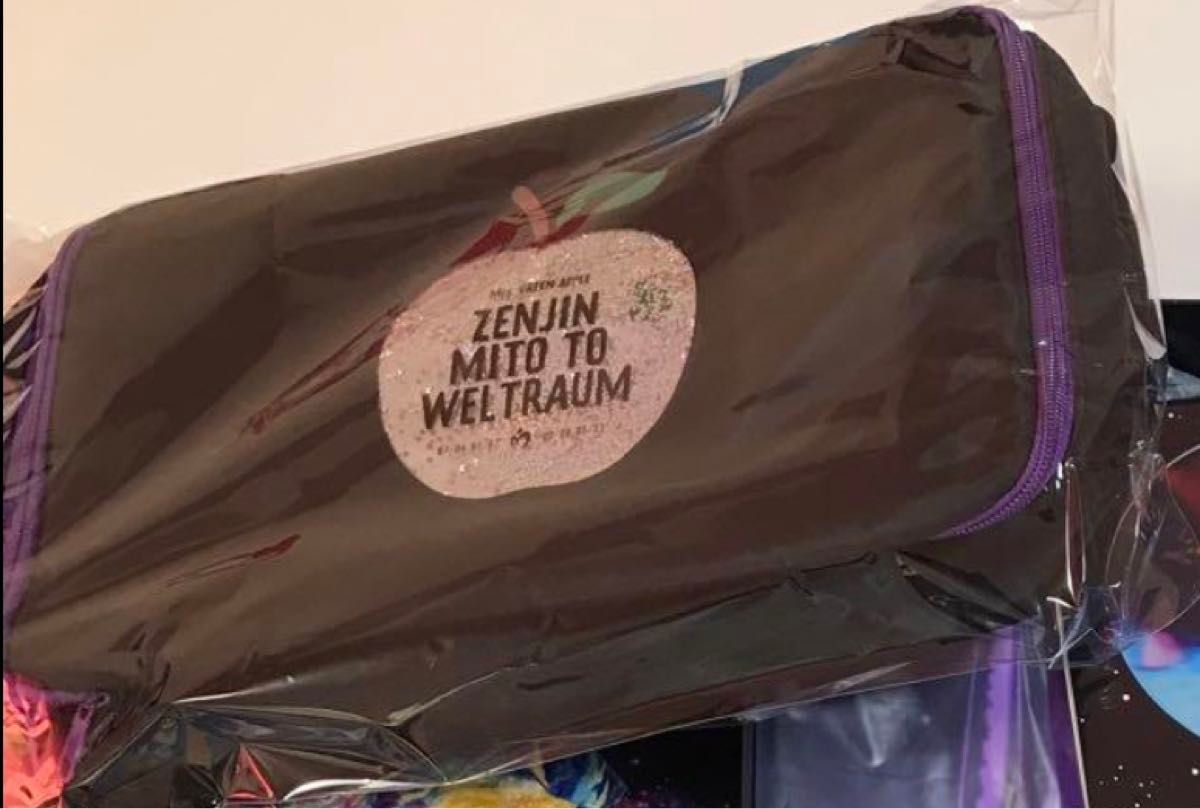 Mrs. GREEN APPLE
ZENJIN
MITO TO
WELTRAUM